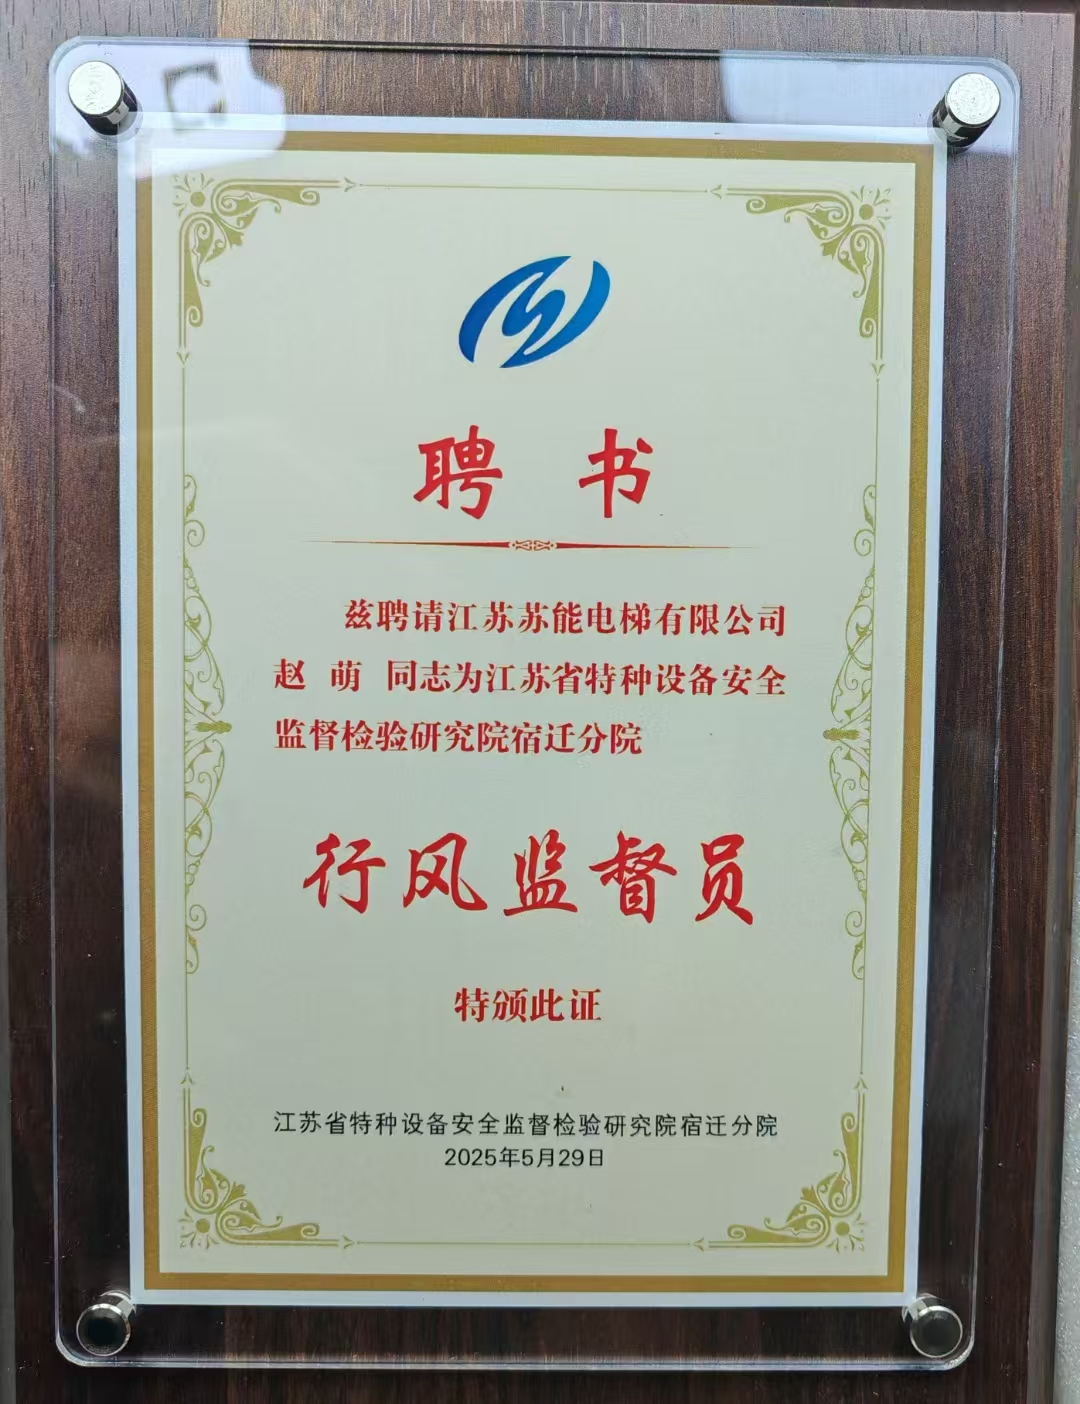 聘 书
兹聘请江苏苏能电梯有限公司
赵 萌 同志为江苏省特种设备安全
监督检验研究院宿迁分院
行风监督员
特颁此证
江苏省特种设备安全监督检验研究院宿迁分院
2025年5月29日